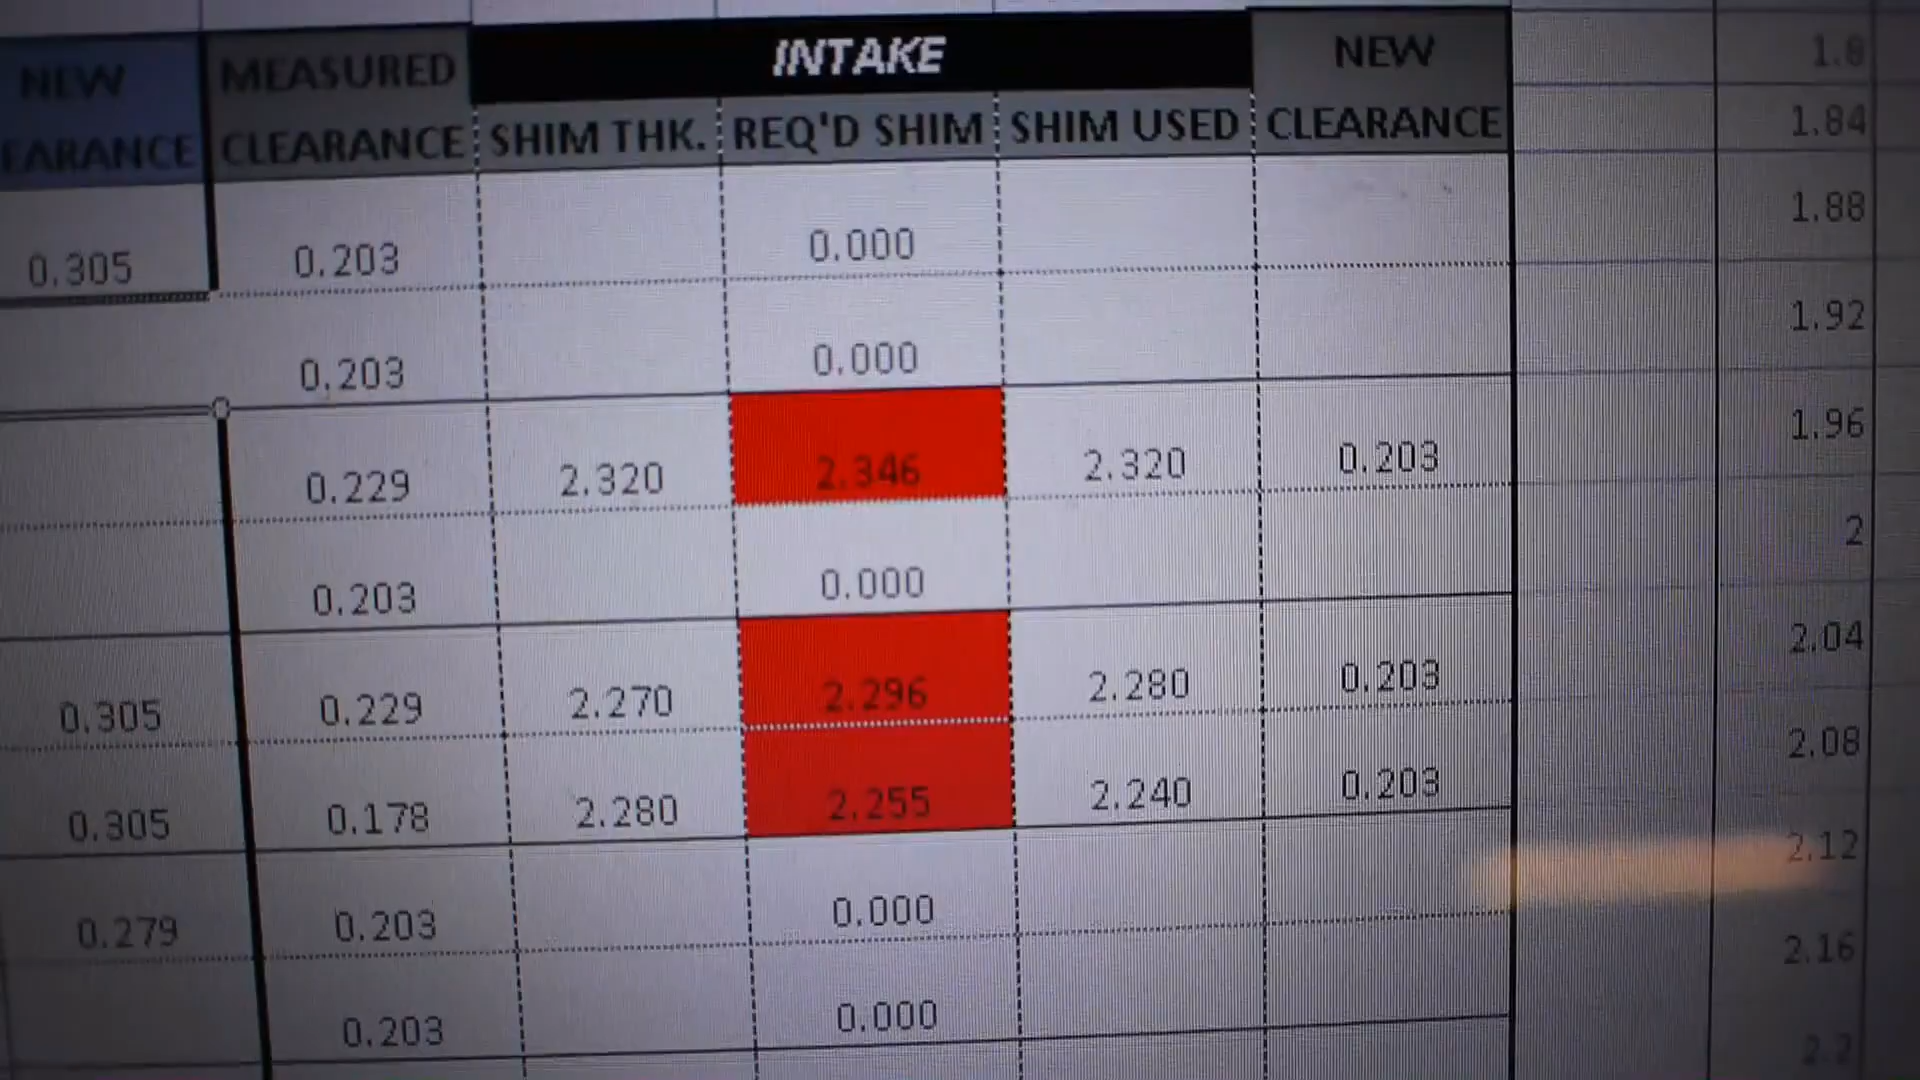 INTAKE
NEW
EARANCE
MEASURED
CLEARANCE
SHIM THK.
REQ'D SHIM
SHIM USED
NEW
CLEARANCE
1.8
1.84
0.305 0.203 0.000 1.88
0.203 0.000 1.92
0.229 2.320 2.346 2.320 0.203 1.96
0.203 0.000 2
0.305 0.229 2.270 2.296 2.280 0.203 2.04
0.305 0.178 2.280 2.255 2.240 0.203 2.08
2.12
0.279 0.203 0.000 2.16
0.203 0.000 2.2